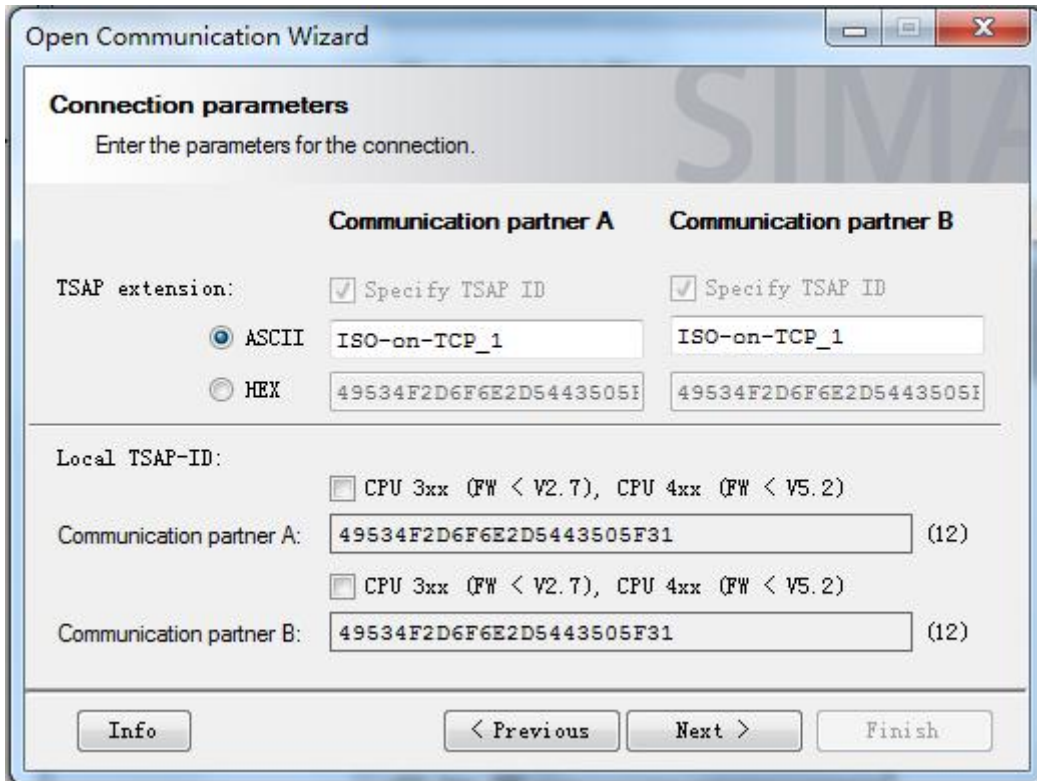 Open Communication Wizard
Connection parameters
Enter the parameters for the connection.
SIMA
Communication partner A Communication partner B
TSAP extension: Specify TSAP ID Specify TSAP ID
ASCII ISO-on-TCP_1 ISO-on-TCP_1
HEX 49534F2D6F6E2D5443505F 49534F2D6F6E2D5443505F
Local TSAP-ID:
CPU 3xx (FW < V2.7), CPU 4xx (FW < V5.2)
Communication partner A: 49534F2D6F6E2D5443505F31 (12)
CPU 3xx (FW < V2.7), CPU 4xx (FW < V5.2)
Communication partner B: 49534F2D6F6E2D5443505F31 (12)
Info < Previous Next > Finish